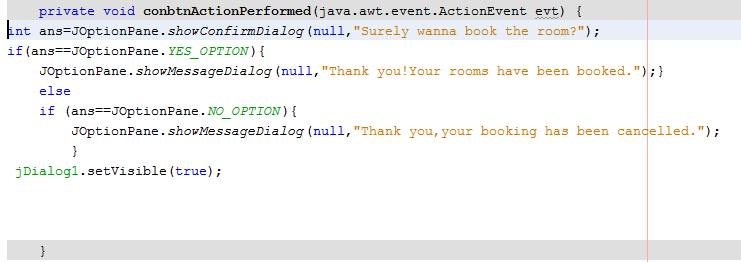 private void conbtnActionPerformed(java.awt.event.ActionEvent evt) {
int ans=JOptionPane.showConfirmDialog(null,"Surely wanna book the room?");
if(ans==JOptionPane.YES_OPTION){
JOptionPane.showMessageDialog(null,"Thank you!Your rooms have been booked.");}
else
if (ans==JOptionPane.NO_OPTION){
JOptionPane.showMessageDialog(null,"Thank you,your booking has been cancelled.");
}
jDialog1.setVisible(true);
}